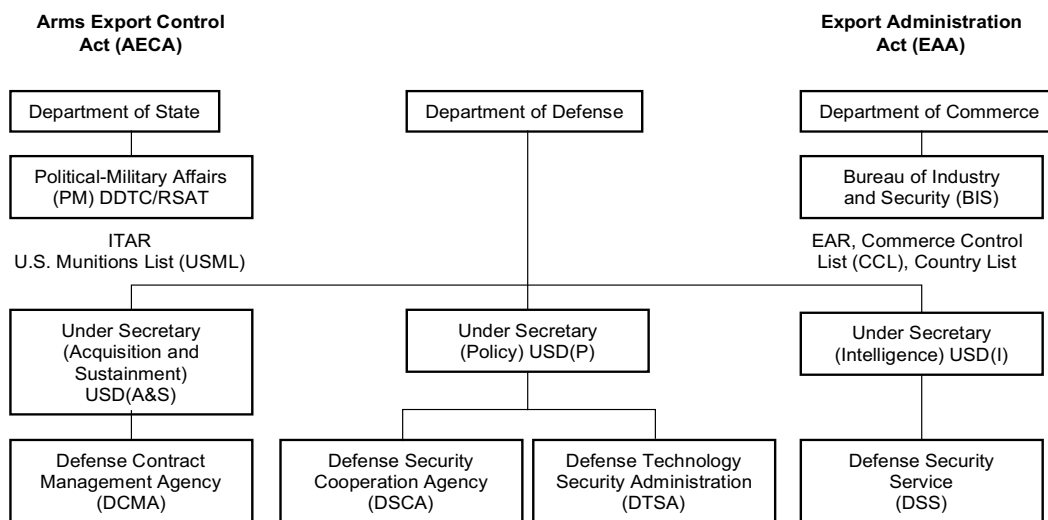 Arms Export Control
Act (AECA)
Export Administration
Act (EAA)
Department of State
Department of Defense
Department of Commerce
Political-Military Affairs
(PM) DDTC/RSAT
Bureau of Industry
and Security (BIS)
ITAR
U.S. Munitions List (USML)
EAR, Commerce Control
List (CCL), Country List
Under Secretary
(Acquisition and
Sustainment)
USD(A&S)
Under Secretary
(Policy) USD(P)
Under Secretary
(Intelligence) USD(I)
Defense Contract
Management Agency
(DCMA)
Defense Security
Cooperation Agency
(DSCA)
Defense Technology
Security Administration
(DTSA)
Defense Security
Service
(DSS)